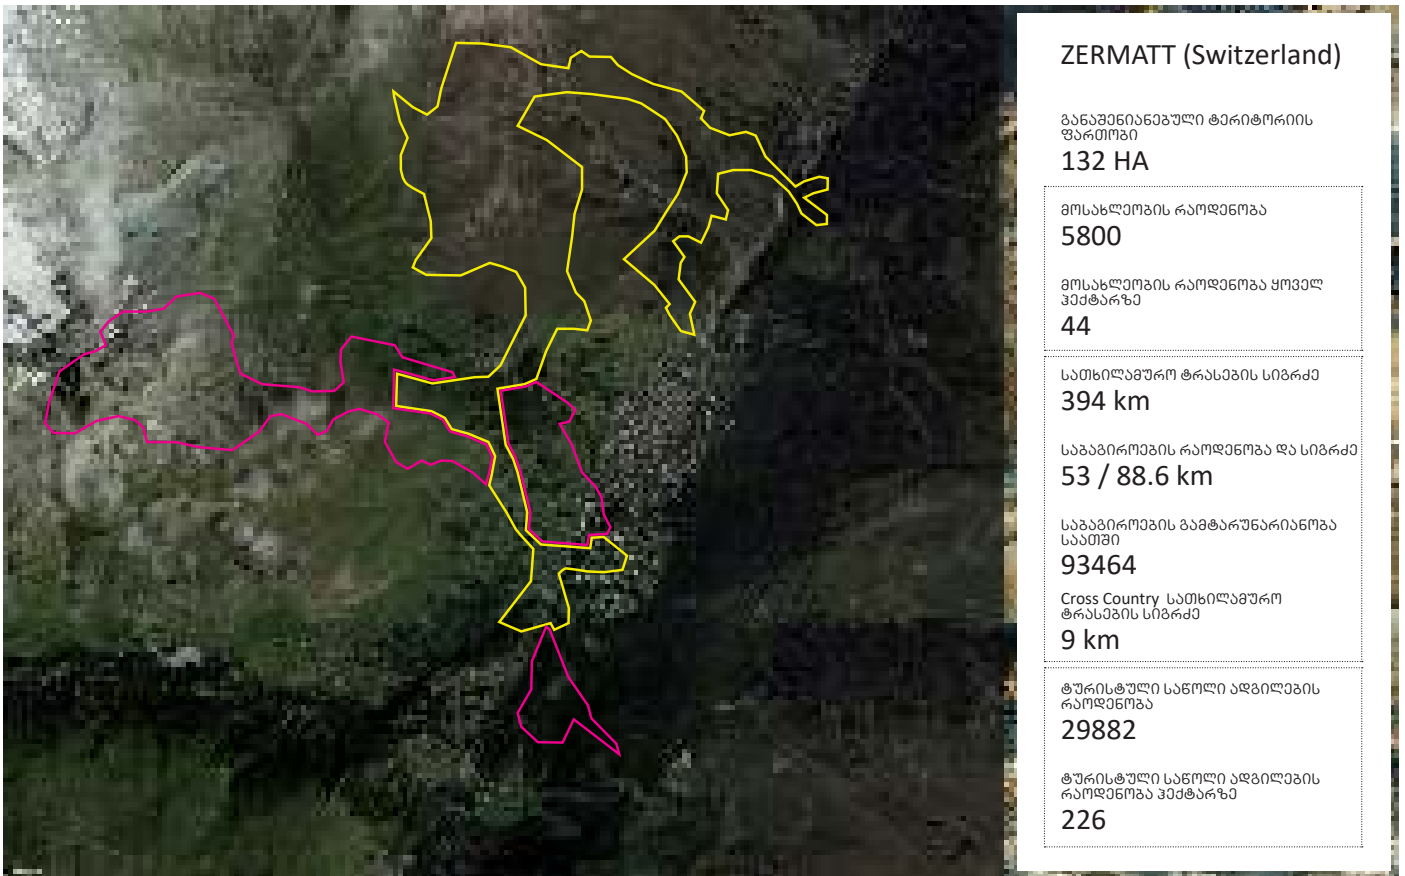 ZERMATT (Switzerland)
განაშენიანებული ტერიტორიის
ფართობი
132 HA
მოსახლეობის რაოდენობა
5800
მოსახლეობის რაოდენობა ყოველ
ჰექტარზე
44
სათხილამურო ტრასების სიგრძე
394 km
საბაგიროების რაოდენობა და სიგრძე
53 / 88.6 km
საბაგიროების გამტარუნარიანობა
საათში
93464
Cross Country სათხილამურო
ტრასების სიგრძე
9 km
ტურისტული საწოლი ადგილების
რაოდენობა
29882
ტურისტული საწოლი ადგილების
რაოდენობა ჰექტარზე
226